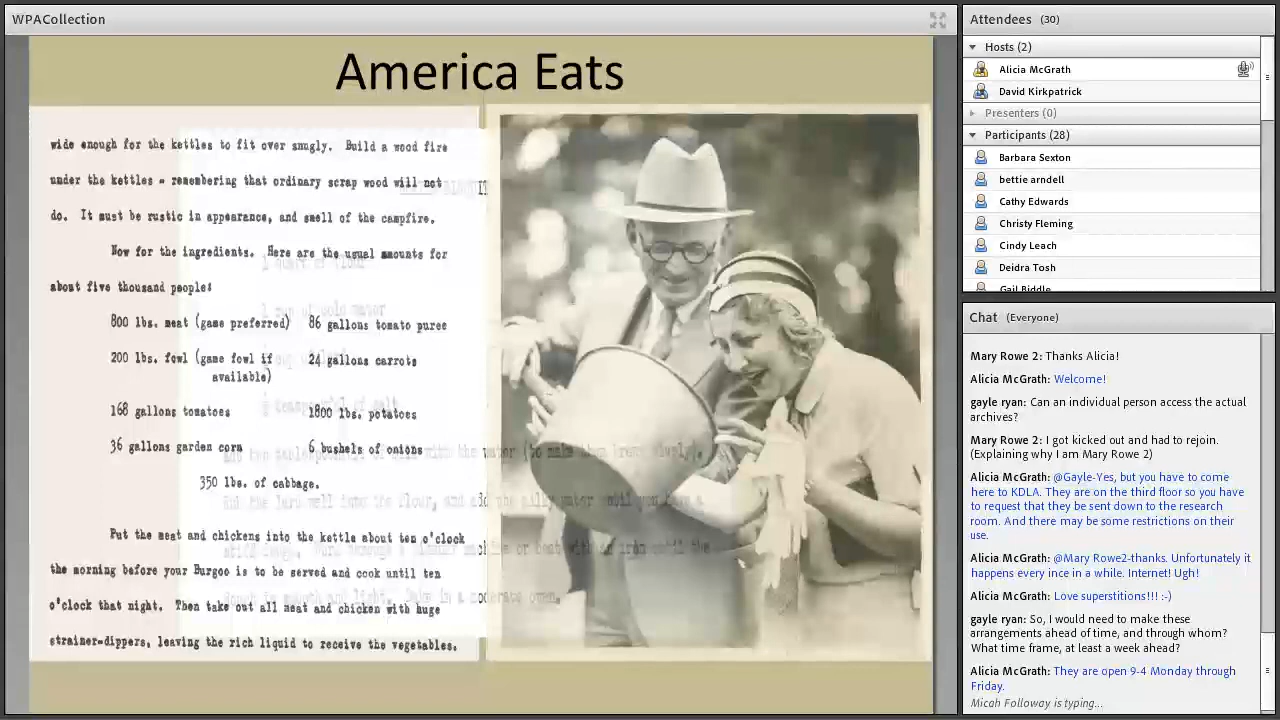 WPACollection
America Eats
wide enough for the kettles to fit over snugly. Build a wood fire
under the kettles - remembering that ordinary scrap wood will not
do. It must be rustic in appearance, and smell of the campfire.
Now for the ingredients. Here are the usual amounts for
about five thousand people:
800 lbs. meat (game preferred) 86 gallons tomato puree
200 lbs. fowl (game fowl if 24 gallons carrots
available)
168 gallons tomatoes 1800 lbs. potatoes
36 gallons garden corn 6 bushels of onions
350 lbs. of cabbage.
Put the meat and chickens into the kettle about ten o'clock
the morning before your Burgoo is to be served and cook until ten
o'clock that night. Then take out all meat and chicken with huge
strainer-dippers, leaving the rich liquid to receive the vegetables.
Attendees (30)
Hosts (2)
Alicia McGrath
David Kirkpatrick
Presenters (0)
Participants (28)
Barbara Sexton
bettie arndell
Cathy Edwards
Christy Fleming
Cindy Leach
Deidra Tosh
Gail Biddle
Chat (Everyone)
Mary Rowe 2: Thanks Alicia!
Alicia McGrath: Welcome!
gayle ryan: Can an individual person access the actual
archives?
Mary Rowe 2: I got kicked out and had to rejoin.
(Explaining why I am Mary Rowe 2)
Alicia McGrath: @Gayle-Yes, but you have to come
here to KDLA. They are on the third floor so you have
to request that they be sent down to the research
room. And there may be some restrictions on their
use.
Alicia McGrath: @Mary Rowe2-thanks. Unfortunately it
happens every ince in a while. Internet! Ugh!
Alicia McGrath: Love superstitions!!! :-)
gayle ryan: So, I would need to make these
arrangements ahead of time, and through whom?
What time frame, at least a week ahead?
Alicia McGrath: They are open 9-4 Monday through
Friday.
Micah Followay is typing...